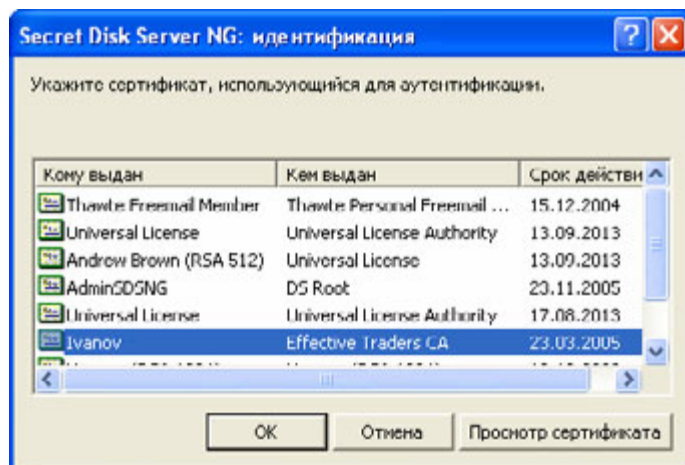 Secret Disk Server NG: идентификация
Укажите сертификат, использующийся для аутентификации.
Кому выдан Кем выдан Срок действи
Thawte Freemail Member Thawte Personal Freemail ... 15.12.2004
Universal License Universal License Authority 13.09.2013
Andrew Brown (RSA 512) Universal License 13.09.2013
AdminSDSNG DS Root 23.11.2005
Universal License Universal License Authority 17.08.2013
Ivanov Effective Traders CA 23.03.2005
OK Отмена Просмотр сертификата